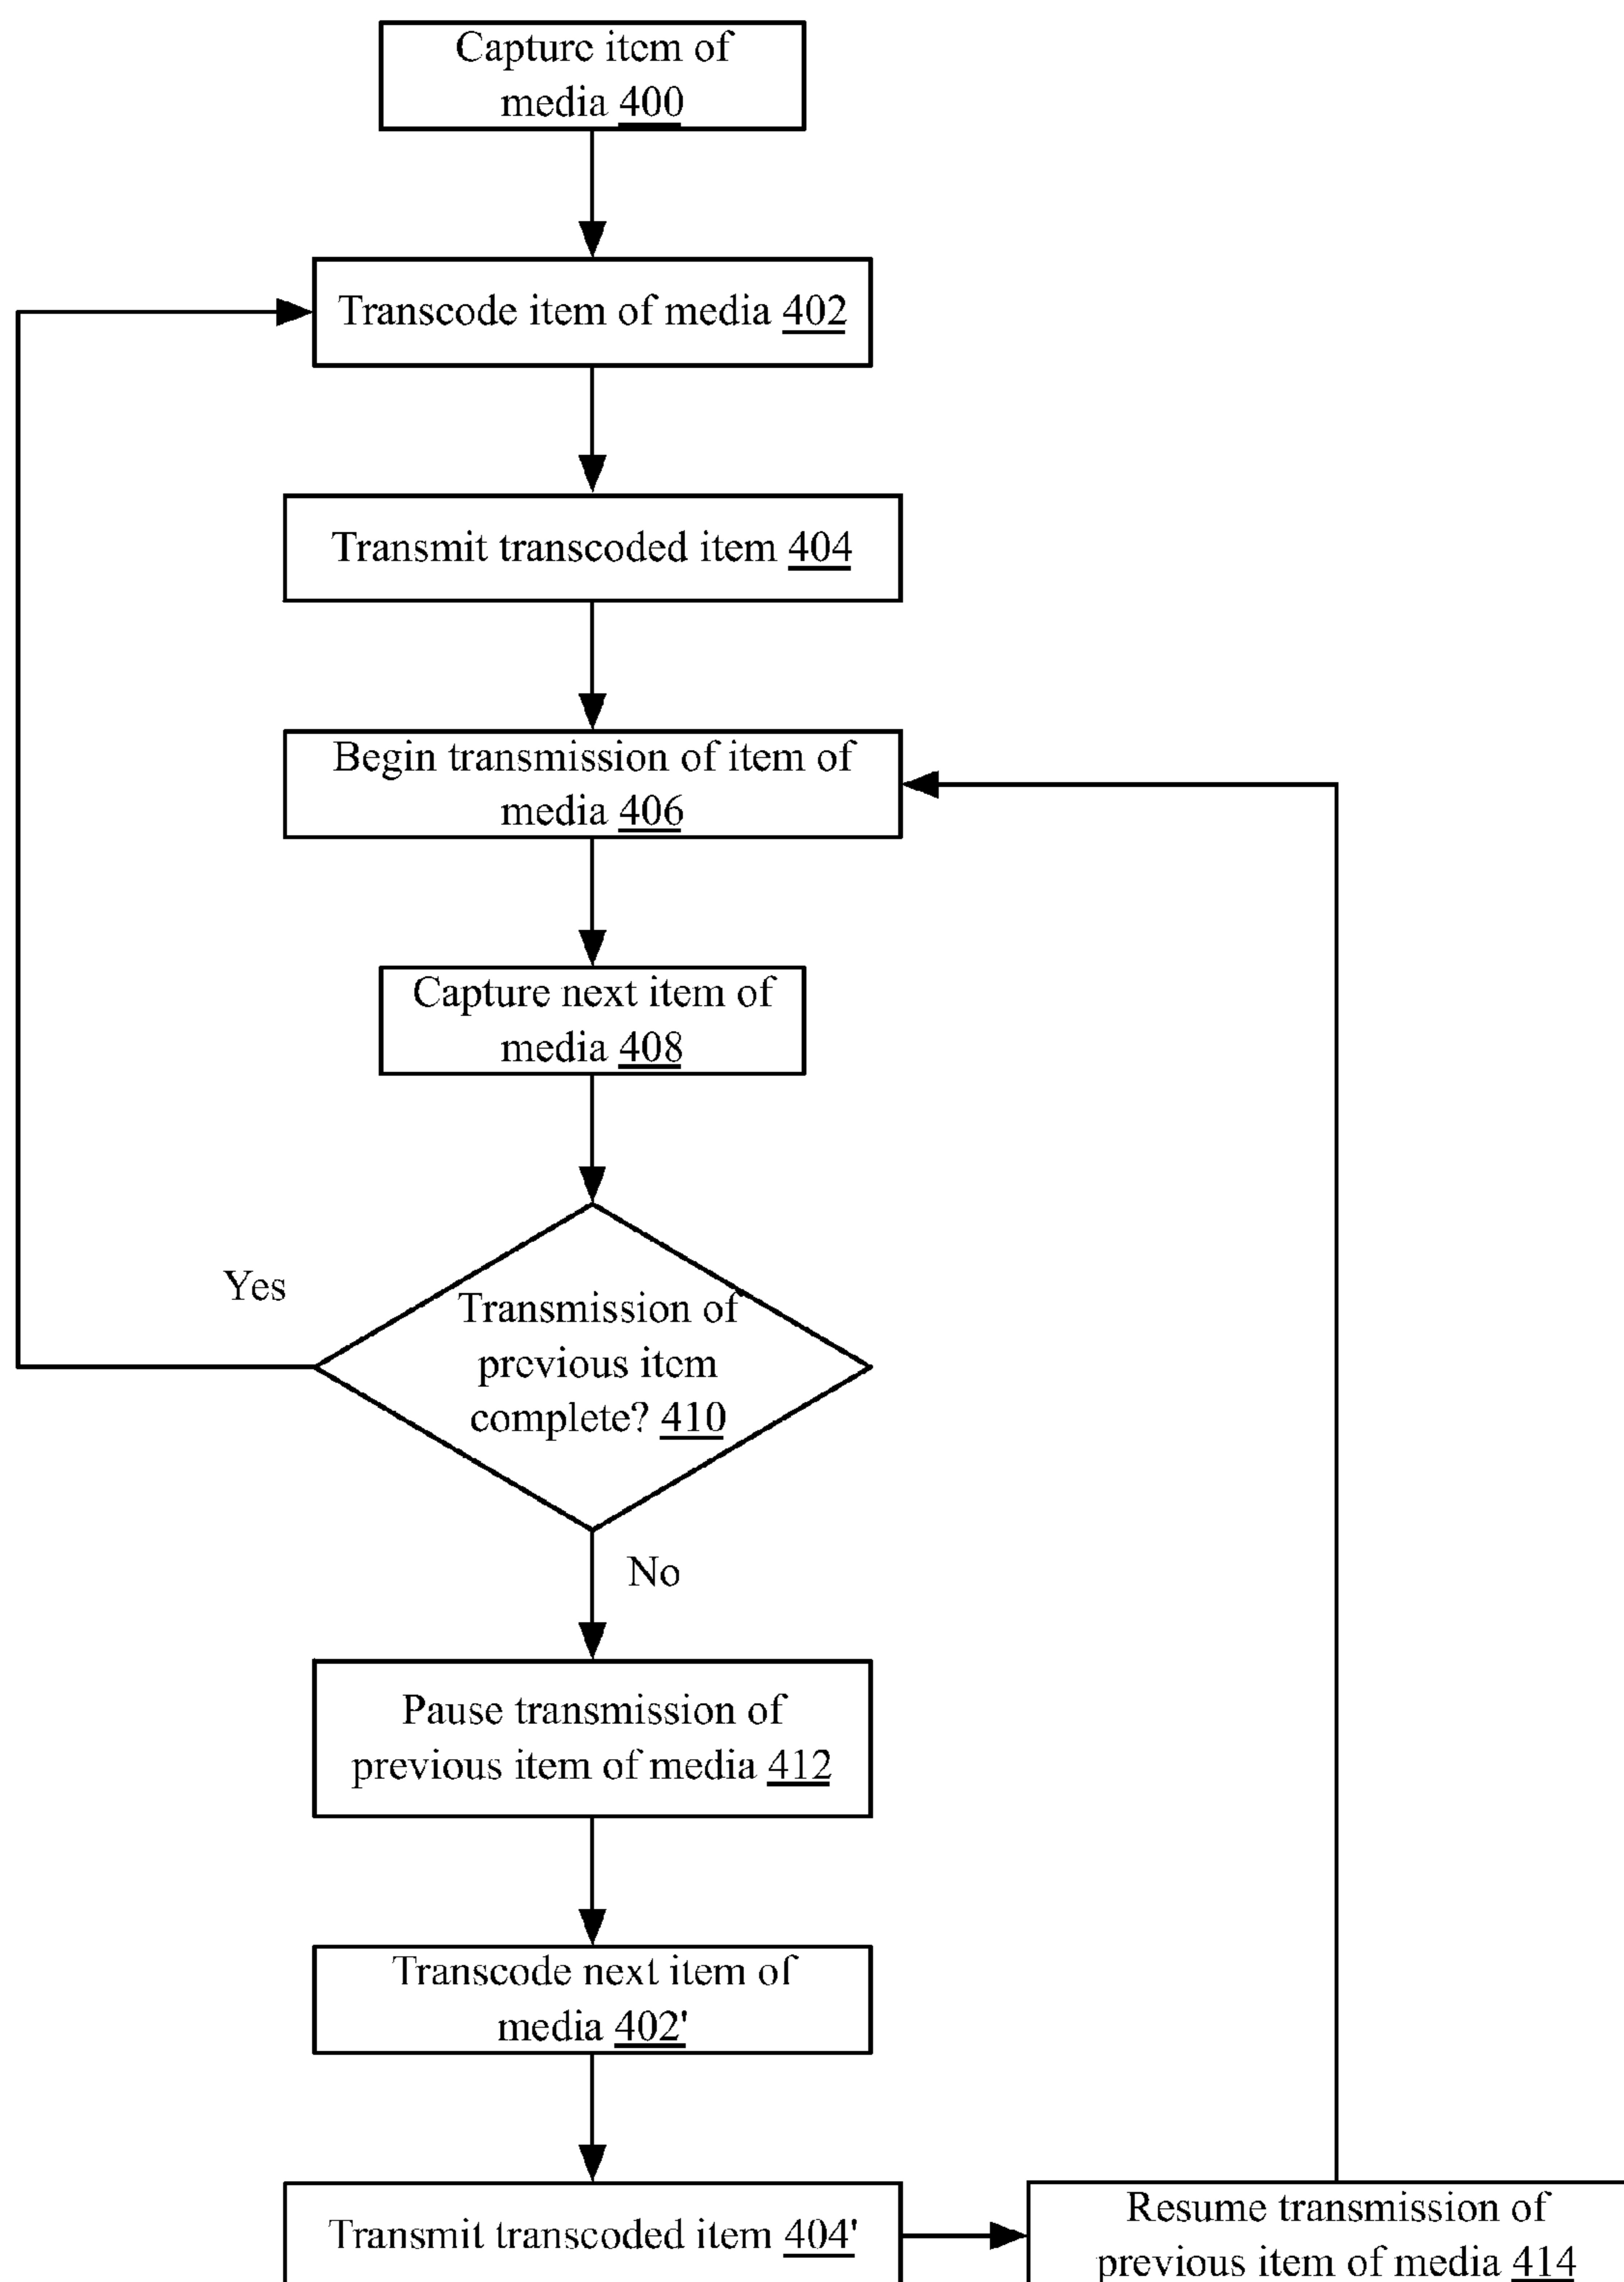 Capture item of
media 400
Transcode item of media 402
Transmit transcoded item 404
Begin transmission of item of
media 406
Capture next item of
media 408
Yes
Transmission of
previous item
complete? 410
No
Pause transmission of
previous item of media 412
Transcode next item of
media 402'
Transmit transcoded item 404'
Resume transmission of
previous item of media 414